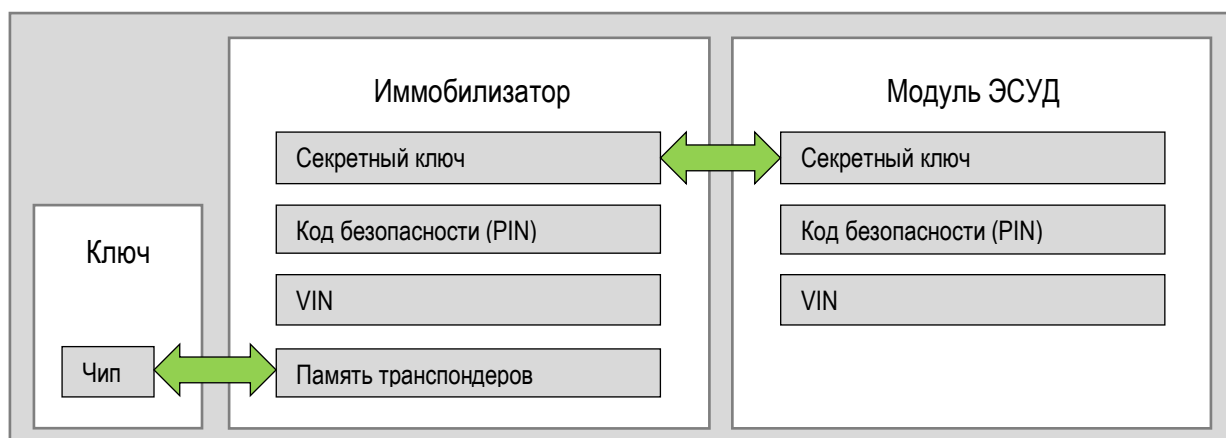 Иммобилизатор
Модуль ЭСУД
Секретный ключ
Секретный ключ
Код безопасности (PIN)
Код безопасности (PIN)
Ключ
VIN
VIN
Чип
Память транспондеров